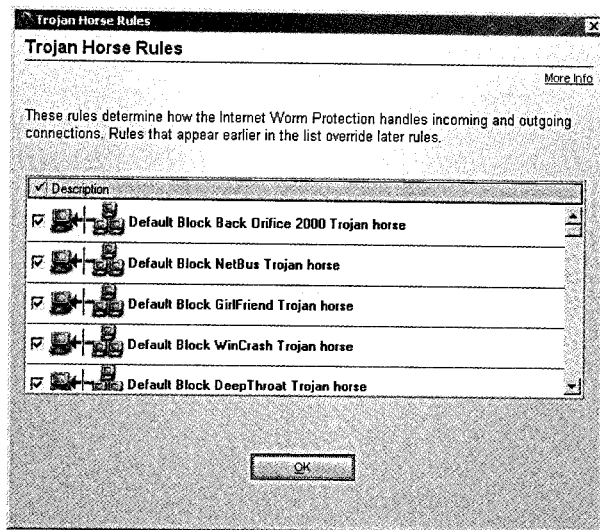 Trojan Horse Rules
Trojan Horse Rules
More Info
These rules determine how the Internet Worm Protection handles incoming and outgoing
connections. Rules that appear earlier in the list override later rules.
Description
Default Block Back Orifice 2000 Trojan horse
Default Block NetBus Trojan horse
Default Block GirlFriend Trojan horse
Default Block WinCrash Trojan horse
Default Block DeepThroat Trojan horse
OK